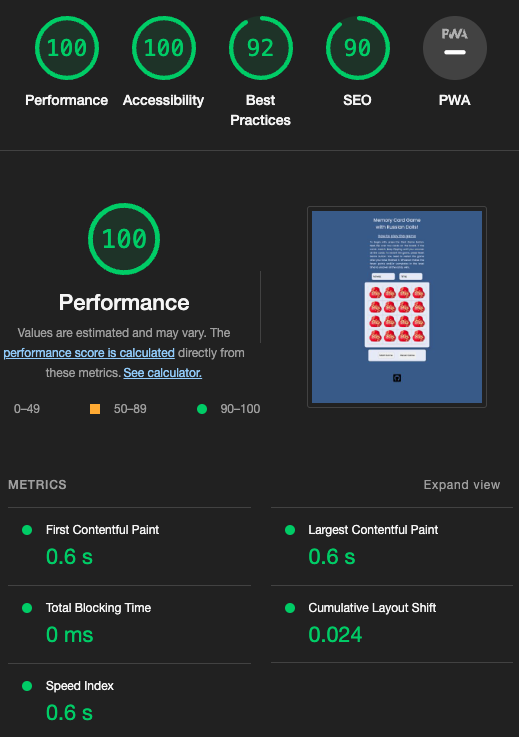 100 100 92 90 PWA
Performance Accessibility Best Practices SEO PWA
100
Performance
Values are estimated and may vary. The
performance score is calculated directly from
these metrics. See calculator.
0–49 50–89 90–100
Memory Card Game
with Russian Dolls!
METRICS Expand view
First Contentful Paint
0.6 s
Largest Contentful Paint
0.6 s
Total Blocking Time
0 ms
Cumulative Layout Shift
0.024
Speed Index
0.6 s